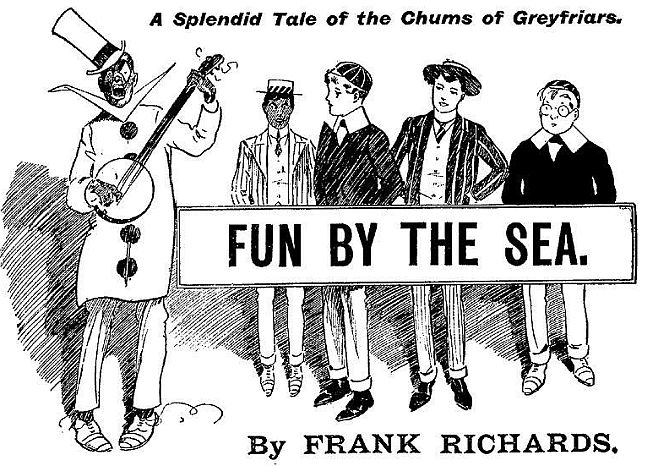 A Splendid Tale of the Chums of Greyfriars.
FUN BY THE SEA.
By FRANK RICHARDS.